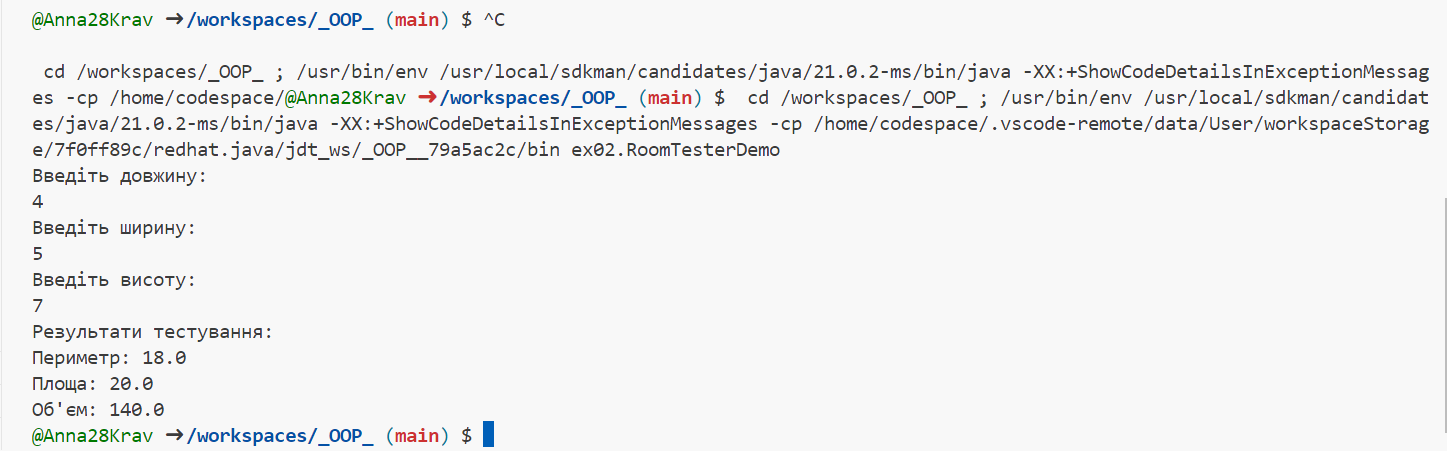 @Anna28Krav ➜/workspaces/_OOP_ (main) $ ^C
cd /workspaces/_OOP_ ; /usr/bin/env /usr/local/sdkman/candidates/java/21.0.2-ms/bin/java -XX:+ShowCodeDetailsInExceptionMessag
es -cp /home/codespace/@Anna28Krav ➜/workspaces/_OOP_ (main) $  cd /workspaces/_OOP_ ; /usr/bin/env /usr/local/sdkman/candidat
es/java/21.0.2-ms/bin/java -XX:+ShowCodeDetailsInExceptionMessages -cp /home/codespace/.vscode-remote/data/User/workspaceStorag
e/7f0ff89c/redhat.java/jdt_ws/_OOP__79a5ac2c/bin ex02.RoomTesterDemo
Введіть довжину:
4
Введіть ширину:
5
Введіть висоту:
7
Результати тестування:
Периметр: 18.0
Площа: 20.0
Об'єм: 140.0
@Anna28Krav ➜/workspaces/_OOP_ (main) $